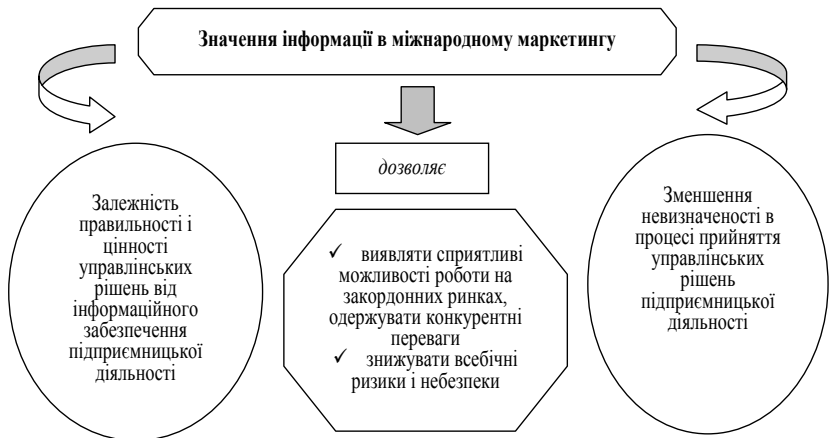 Значення інформації в міжнародному маркетингу
дозволяє
Залежність
правильності і
цінності
управлінських
рішень від
інформаційного
забезпечення
підприємницької
діяльності
✓ виявляти сприятливі
можливості роботи на
закордонних ринках,
одержувати конкурентні
переваги
✓ знижувати всебічні
ризики і небезпеки
Зменшення
невизначеності в
процесі прийняття
управлінських
рішень
підприємницької
діяльності